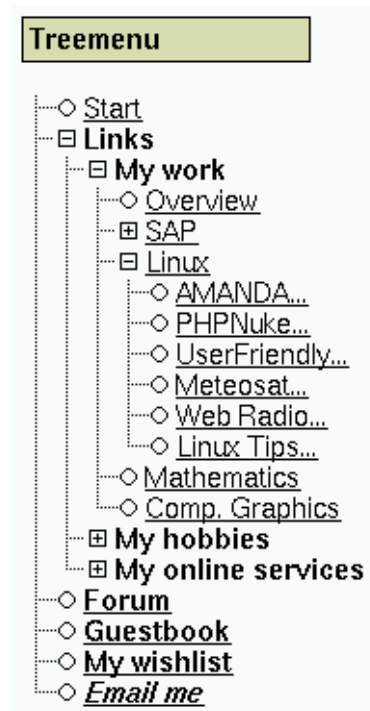 Treemenu
Start
Links
My work
Overview
SAP
Linux
AMANDA...
PHPNuke...
UserFriendly...
Meteosat...
Web Radio...
Linux Tips...
Mathematics
Comp. Graphics
My hobbies
My online services
Forum
Guestbook
My wishlist
Email me